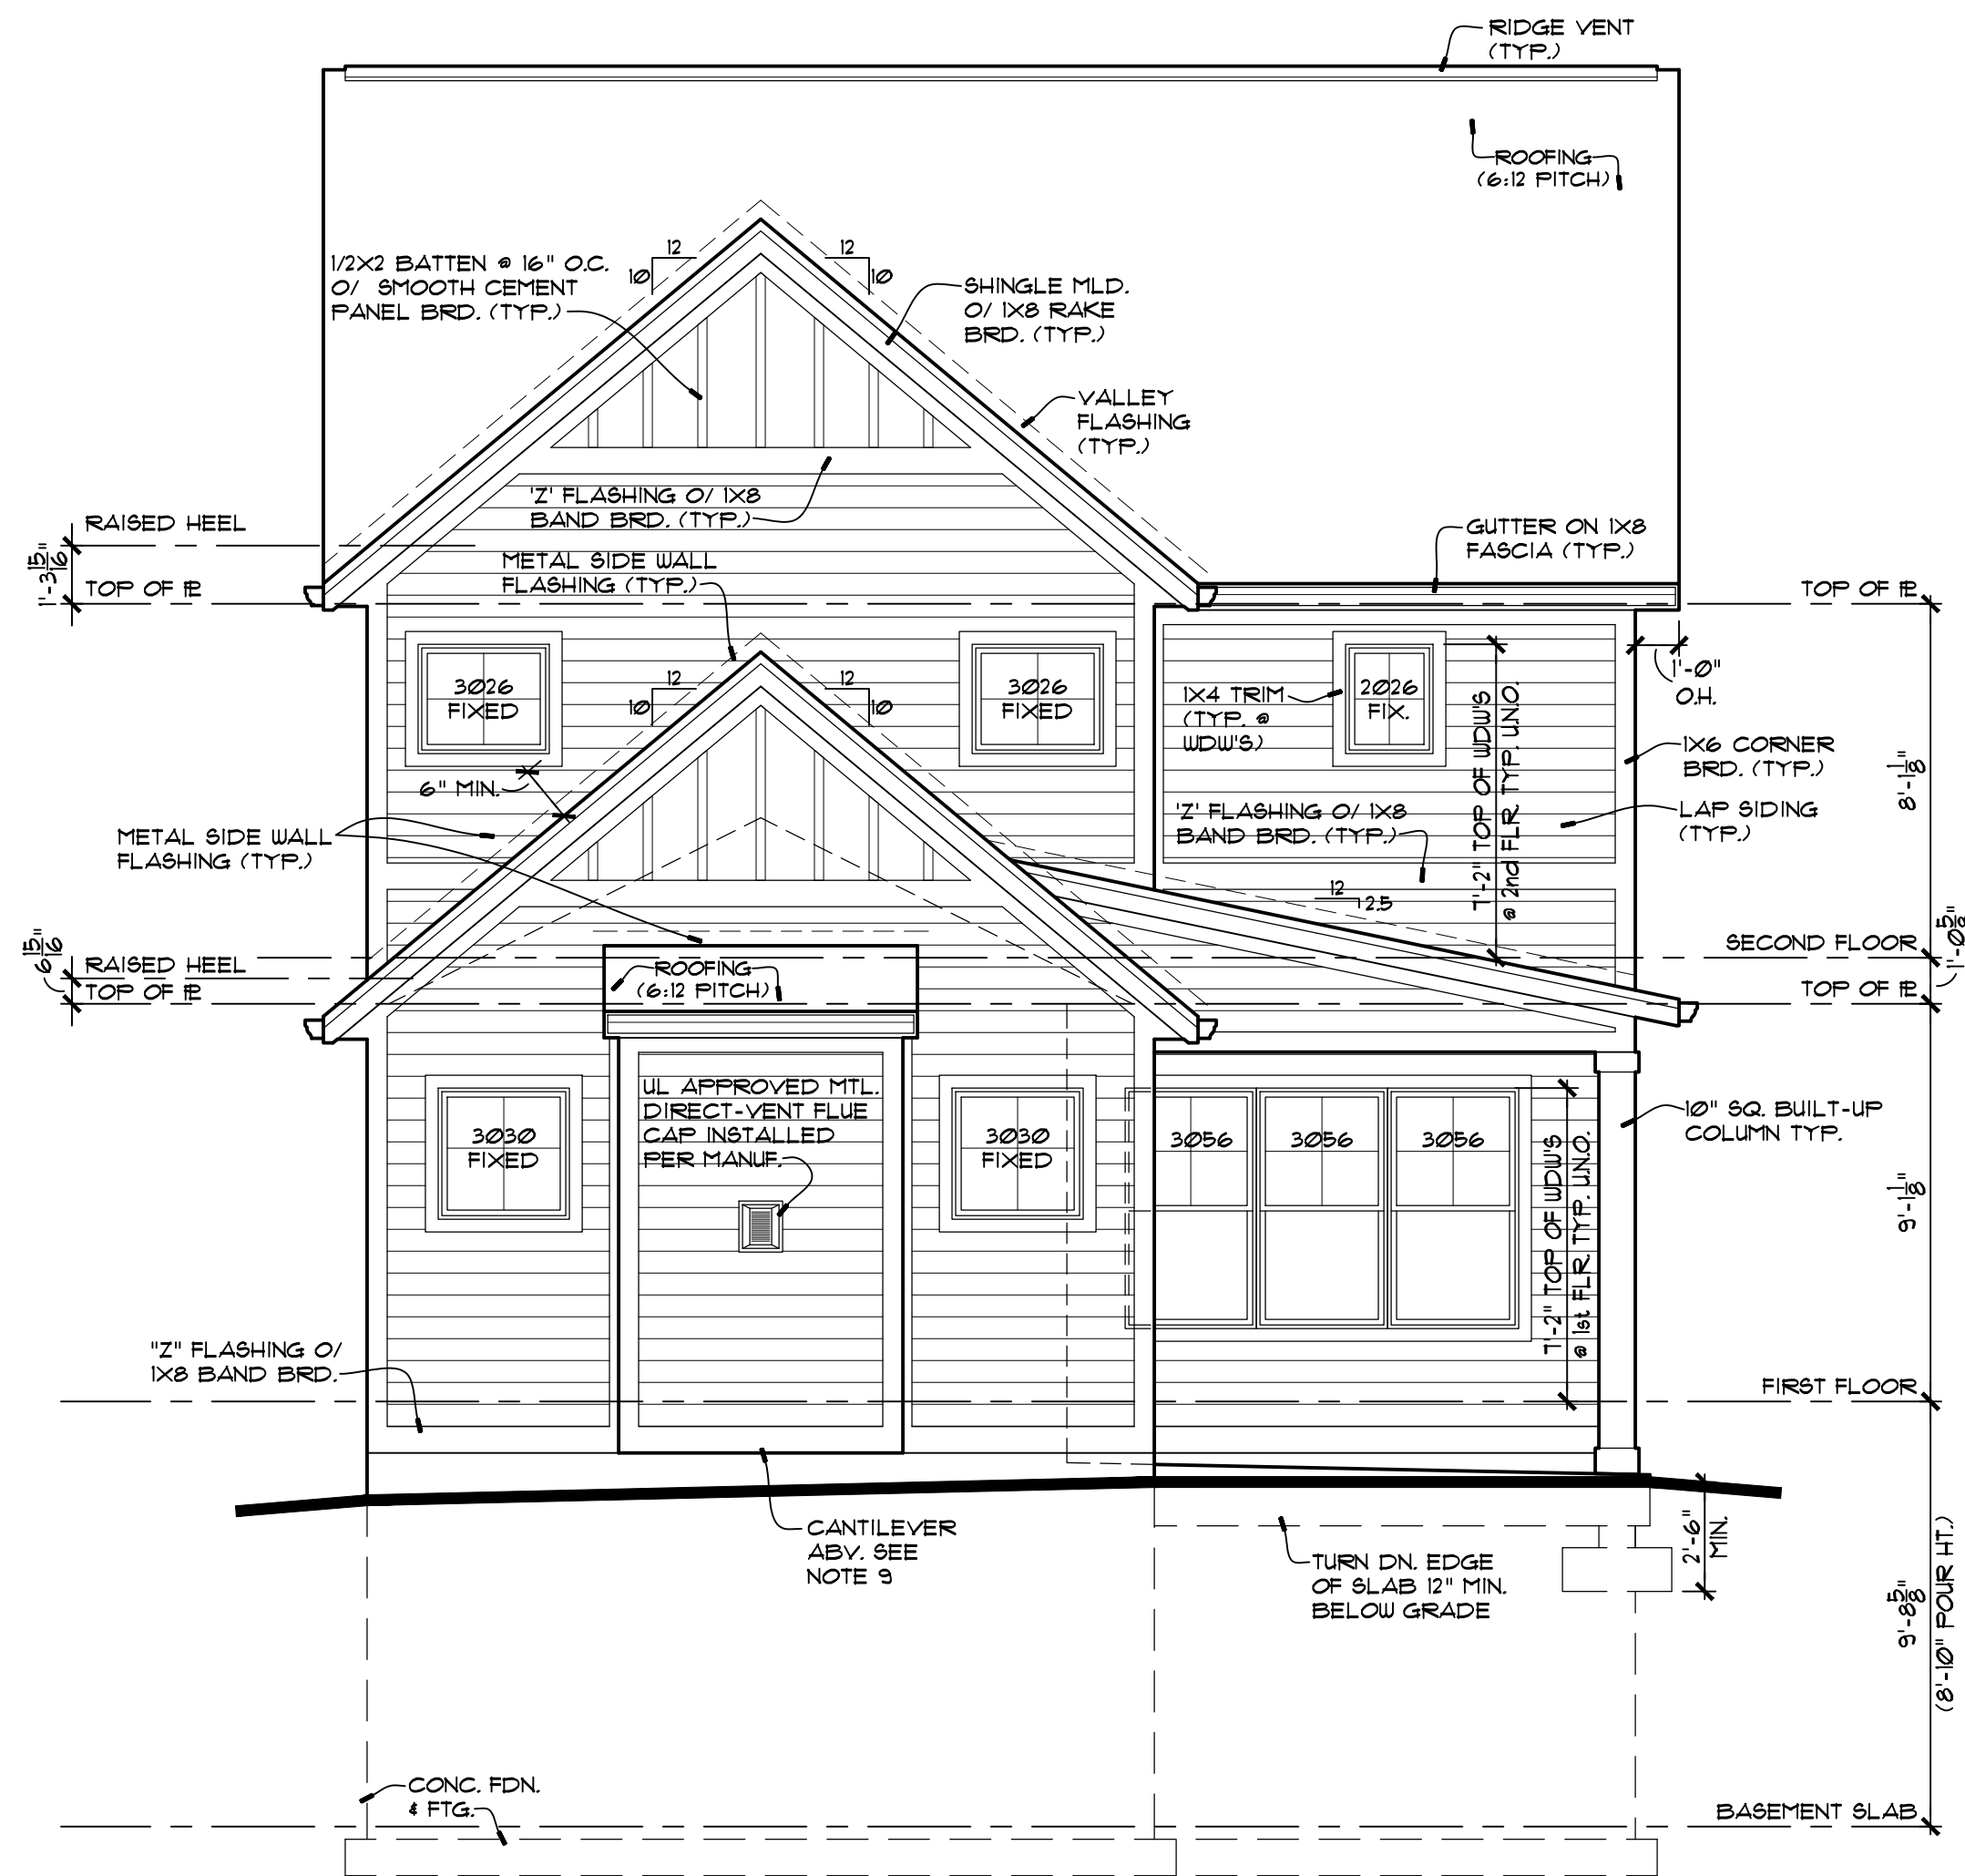 RIDGE VENT
(TYP.)
ROOFING
(6:12 PITCH)
12
10
12
10
1/2X2 BATTEN @ 16" O.C.
O/ SMOOTH CEMENT
PANEL BRD. (TYP.)
SHINGLE MLD.
O/ 1X8 RAKE
BRD. (TYP.)
VALLEY
FLASHING
(TYP.)
'Z' FLASHING O/ 1X8
BAND BRD. (TYP.)
RAISED HEEL
1'-3 15/16"
TOP OF PL
METAL SIDE WALL
FLASHING (TYP.)
GUTTER ON 1X8
FASCIA (TYP.)
TOP OF PL
3026
FIXED
12
10
12
10
3026
FIXED
1X4 TRIM
(TYP. @
WDW'S)
2026
FIX.
7'-2" TOP OF WDW'S
@ 2nd FLR. TYP. U.N.O.
1'-0"
O.H.
1X6 CORNER
BRD. (TYP.)
8'-1 1/8"
6" MIN.
METAL SIDE WALL
FLASHING (TYP.)
'Z' FLASHING O/ 1X8
BAND BRD. (TYP.)
LAP SIDING
(TYP.)
12
2.5
SECOND FLOOR
1'-0 5/8"
6 15/16"
RAISED HEEL
TOP OF PL
ROOFING
(6:12 PITCH)
TOP OF PL
UL APPROVED MTL.
DIRECT-VENT FLUE
CAP INSTALLED
PER MANUF.
3030
FIXED
3030
FIXED
3056
3056
3056
7'-2" TOP OF WDW'S
@ 1st FLR. TYP. U.N.O.
10" SQ. BUILT-UP
COLUMN TYP.
9'-1 1/8"
"Z" FLASHING O/
1X8 BAND BRD.
FIRST FLOOR
CANTILEVER
ABV. SEE
NOTE 9
TURN DN. EDGE
OF SLAB 12" MIN.
BELOW GRADE
2'-6"
MIN.
9'-8 5/8"
(8'-10" POUR HT.)
CONC. FDN.
& FTG.
BASEMENT SLAB